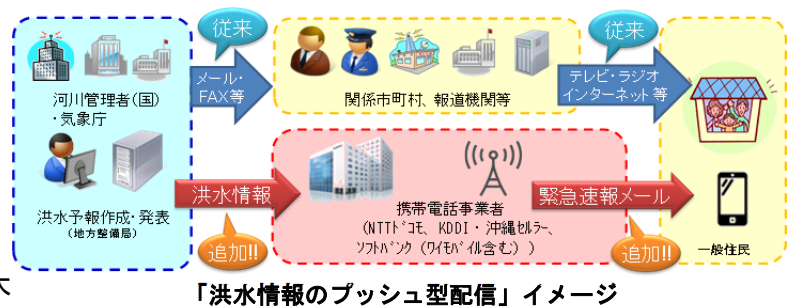 従来
従来
メール・
FAX等
テレビ・ラジオ
インターネット等
河川管理者(国)
・気象庁
関係市町村、報道機関等
洪水予報作成・発表
(地方整備局)
洪水情報
追加!!
携帯電話事業者
(NTTドコモ、KDDI・沖縄セルラー、
ソフトバンク(ワイモバイル含む))
緊急速報メール
追加!!
一般住民
大
「洪水情報のプッシュ型配信」イメージ